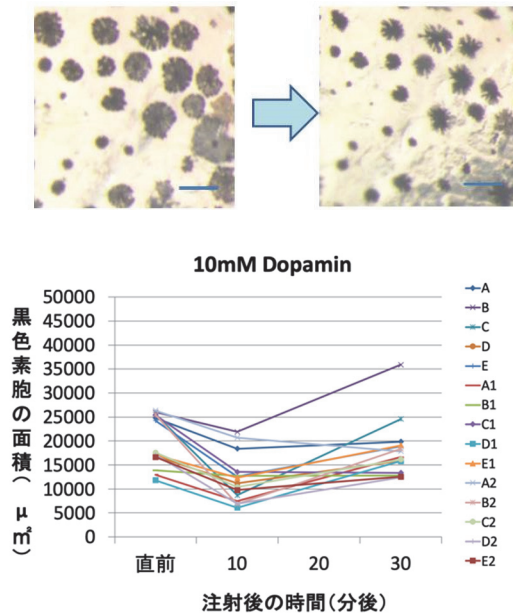 10mM Dopamin
50000
45000
40000
35000
30000
25000
20000
15000
10000
5000
0
黒色素胞の面積(μ㎡)
直前 10 20 30
注射後の時間(分後)
A
B
C
D
E
A1
B1
C1
D1
E1
A2
B2
C2
D2
E2